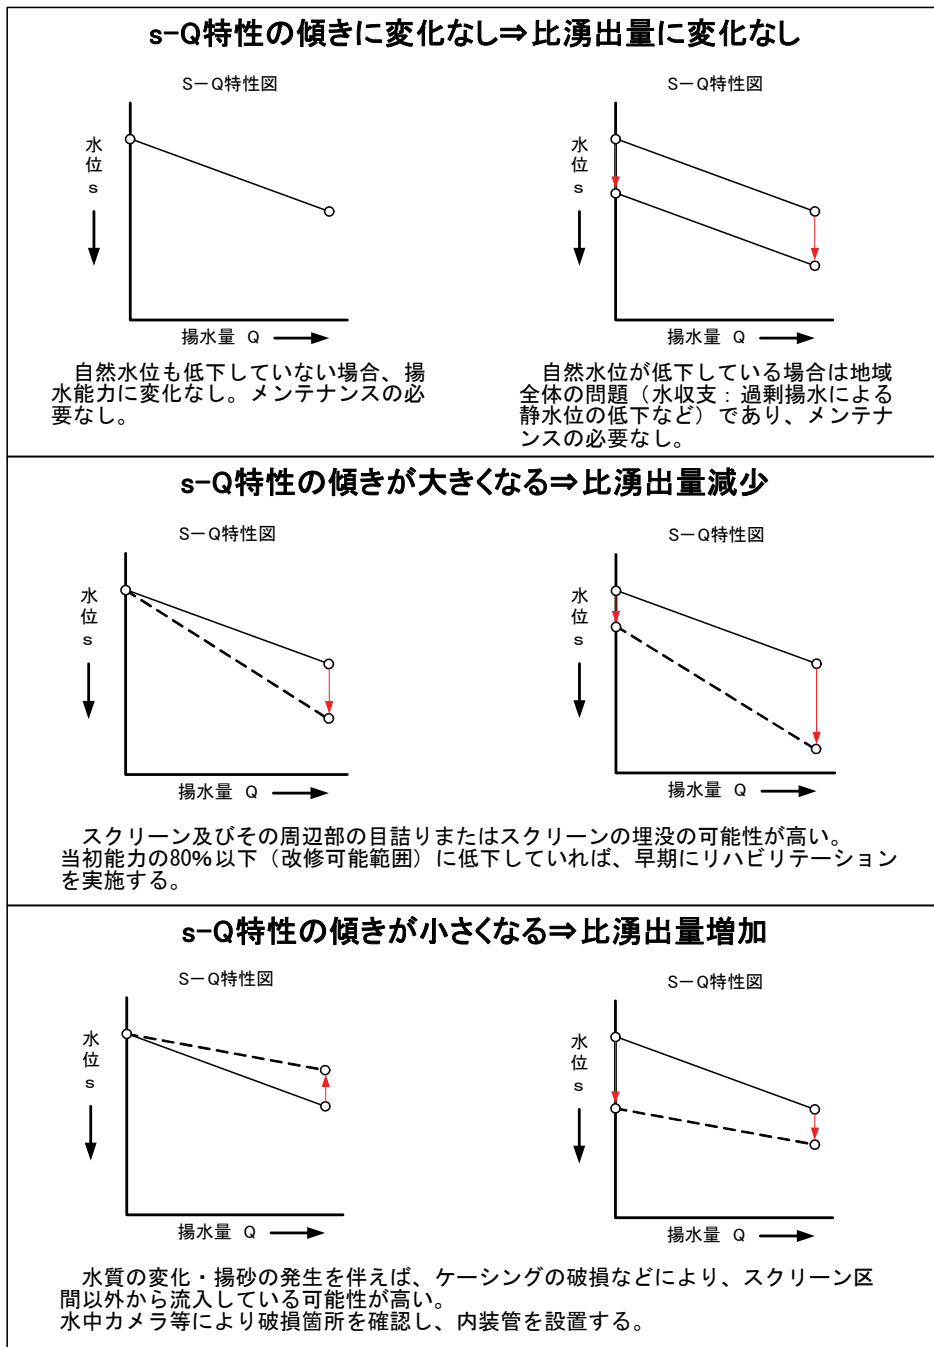 s-Q特性の傾きに変化なし⇒比湧出量に変化なし
S－Q特性図
水位s
揚水量 Q
自然水位も低下していない場合、揚
水能力に変化なし。メンテナンスの必
要なし。
S－Q特性図
水位s
揚水量 Q
自然水位が低下している場合は地域
全体の問題（水収支：過剰揚水による
静水位の低下など）であり、メンテナ
ンスの必要なし。
s-Q特性の傾きが大きくなる⇒比湧出量減少
S－Q特性図
水位s
揚水量 Q
S－Q特性図
水位s
揚水量 Q
スクリーン及びその周辺部の目詰りまたはスクリーンの埋没の可能性が高い。
当初能力の80%以下（改修可能範囲）に低下していれば、早期にリハビリテーション
を実施する。
s-Q特性の傾きが小さくなる⇒比湧出量増加
S－Q特性図
水位s
揚水量 Q
S－Q特性図
水位s
揚水量 Q
水質の変化・揚砂の発生を伴えば、ケーシングの破損などにより、スクリーン区
間以外から流入している可能性が高い。
水中カメラ等により破損箇所を確認し、内装管を設置する。